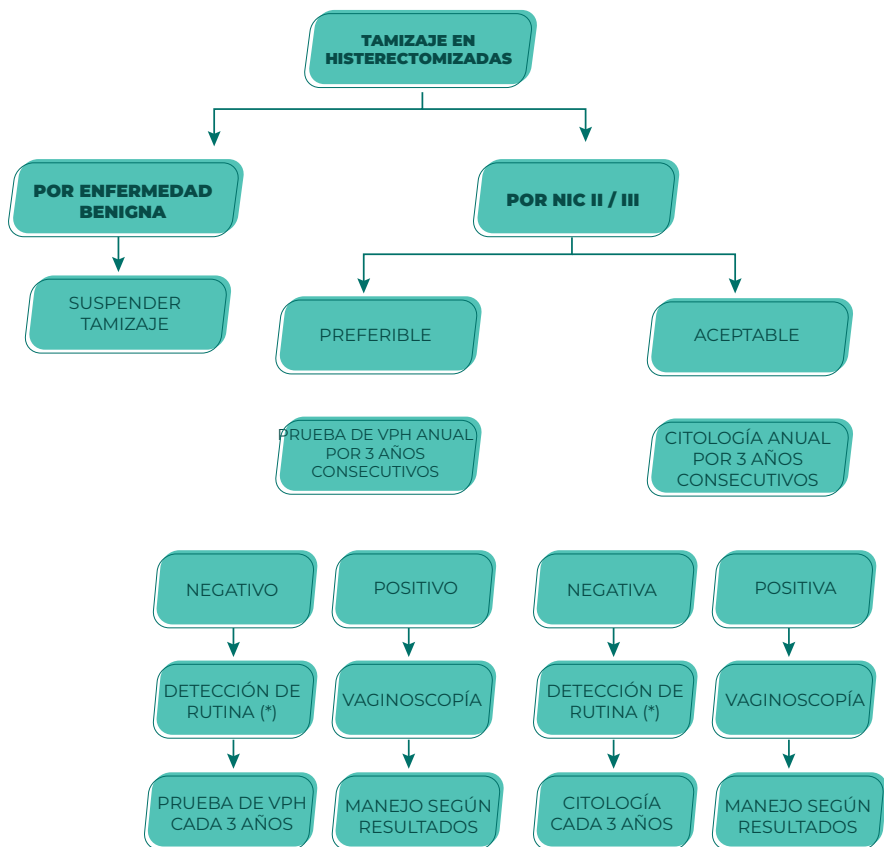 TAMIZAJE EN
HISTERECTOMIZADAS
POR ENFERMEDAD
BENIGNA
POR NIC II / III
SUSPENDER
TAMIZAJE
PREFERIBLE
ACEPTABLE
PRUEBA DE VPH ANUAL
POR 3 AÑOS
CONSECUTIVOS
CITOLOGÍA ANUAL
POR 3 AÑOS
CONSECUTIVOS
NEGATIVO
POSITIVO
NEGATIVA
POSITIVA
DETECCIÓN DE
RUTINA (*)
VAGINOSCOPÍA
DETECCIÓN DE
RUTINA (*)
VAGINOSCOPÍA
PRUEBA DE VPH
CADA 3 AÑOS
MANEJO SEGÚN
RESULTADOS
CITOLOGÍA
CADA 3 AÑOS
MANEJO SEGÚN
RESULTADOS